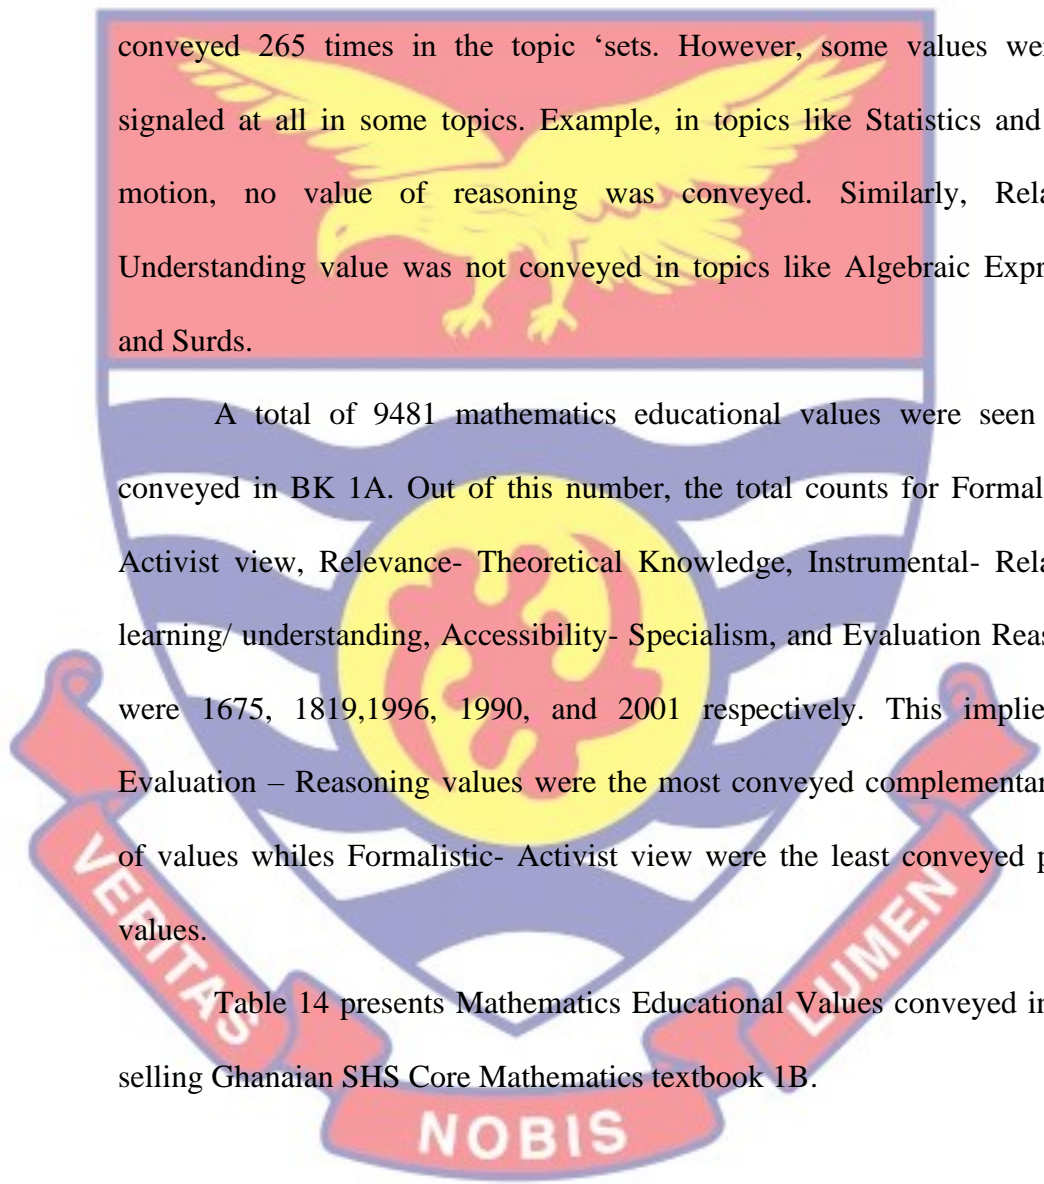 conveyed 265 times in the topic ‘sets. However, some values we
signaled at all in some topics. Example, in topics like Statistics and
motion, no value of reasoning was conveyed. Similarly, Rela
Understanding value was not conveyed in topics like Algebraic Expr
and Surds.
A total of 9481 mathematics educational values were seen
conveyed in BK 1A. Out of this number, the total counts for Formal
Activist view, Relevance- Theoretical Knowledge, Instrumental- Rela
learning/ understanding, Accessibility- Specialism, and Evaluation Reas
were 1675, 1819,1996, 1990, and 2001 respectively. This implie
Evaluation – Reasoning values were the most conveyed complementar
of values whiles Formalistic- Activist view were the least conveyed p
values.
Table 14 presents Mathematics Educational Values conveyed in
selling Ghanaian SHS Core Mathematics textbook 1B.
VERITAS
NOBIS
LUMEN